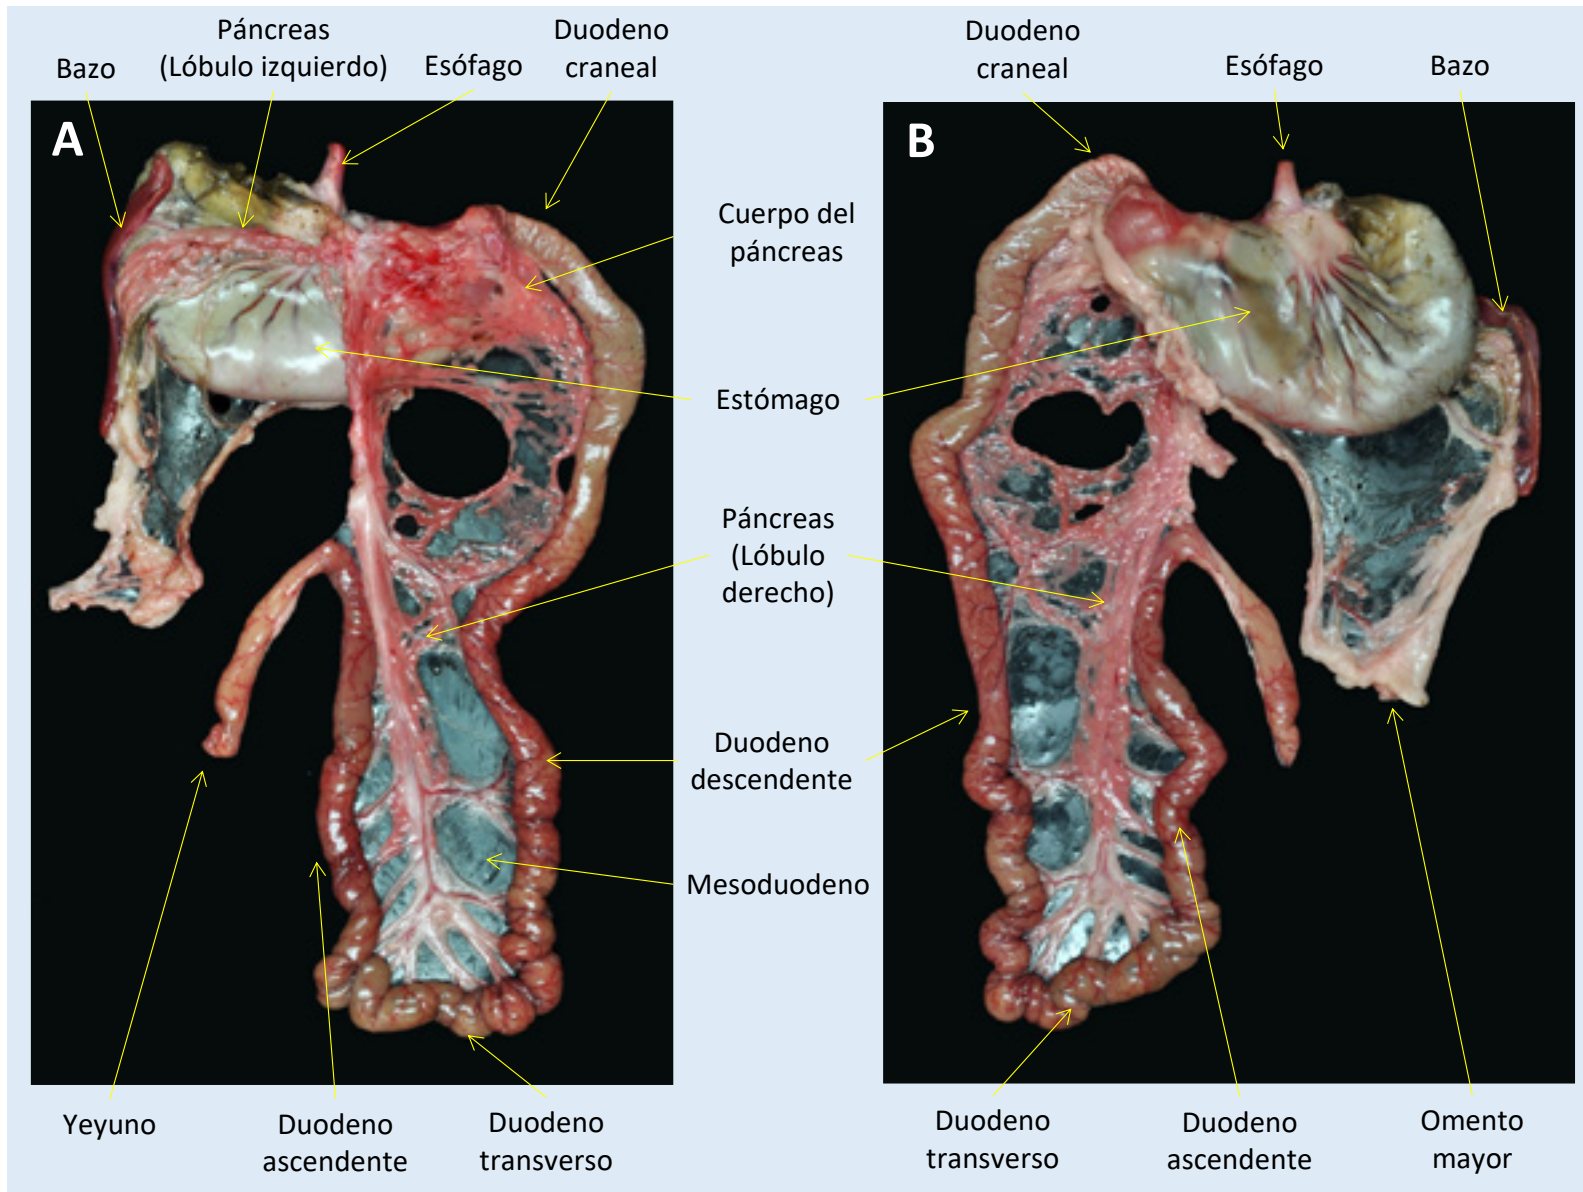 Páncreas
(Lóbulo izquierdo)
Bazo
Esófago
Duodeno
craneal
Duodeno
craneal
Esófago
Bazo
A
B
Cuerpo del
páncreas
Estómago
Páncreas
(Lóbulo
derecho)
Duodeno
descendente
Mesoduodeno
Yeyuno
Duodeno
ascendente
Duodeno
transverso
Duodeno
transverso
Duodeno
ascendente
Omento
mayor